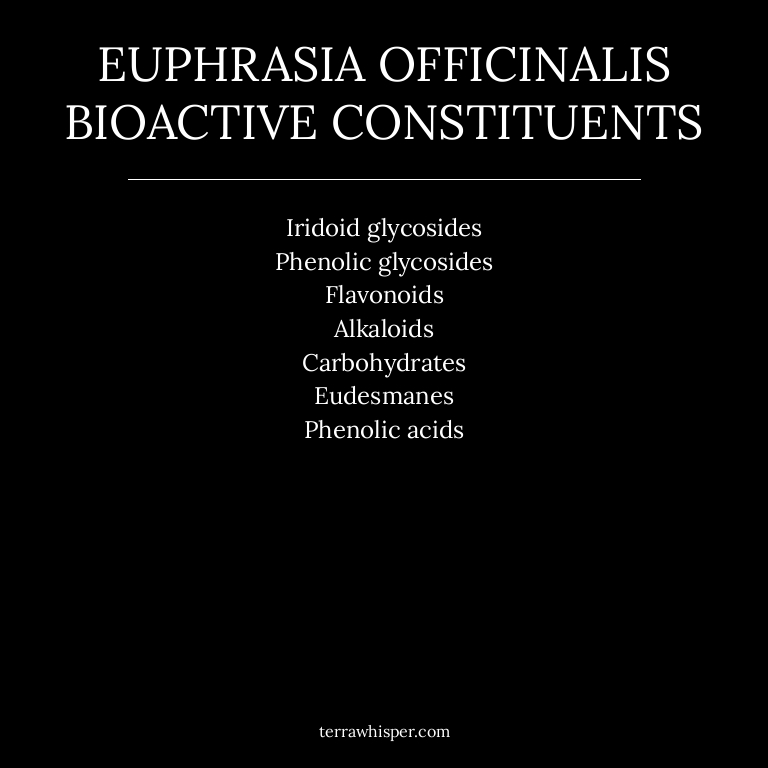 EUPHRASIA OFFICINALIS
BIOACTIVE CONSTITUENTS
Iridoid glycosides
Phenolic glycosides
Flavonoids
Alkaloids
Carbohydrates
Eudesmanes
Phenolic acids
terrawhisper.com